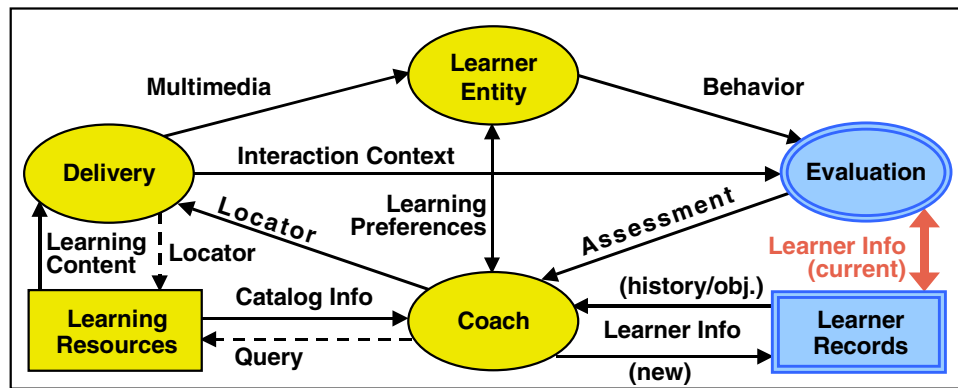 Learner
Entity
Multimedia
Behavior
Interaction Context
Delivery
Evaluation
Learning
Preferences
Locator
Assessment
Learning
Content
Locator
Learner Info
(current)
Catalog Info
(history/obj.)
Learning
Resources
Coach
Learner Info
Learner
Records
Query
(new)